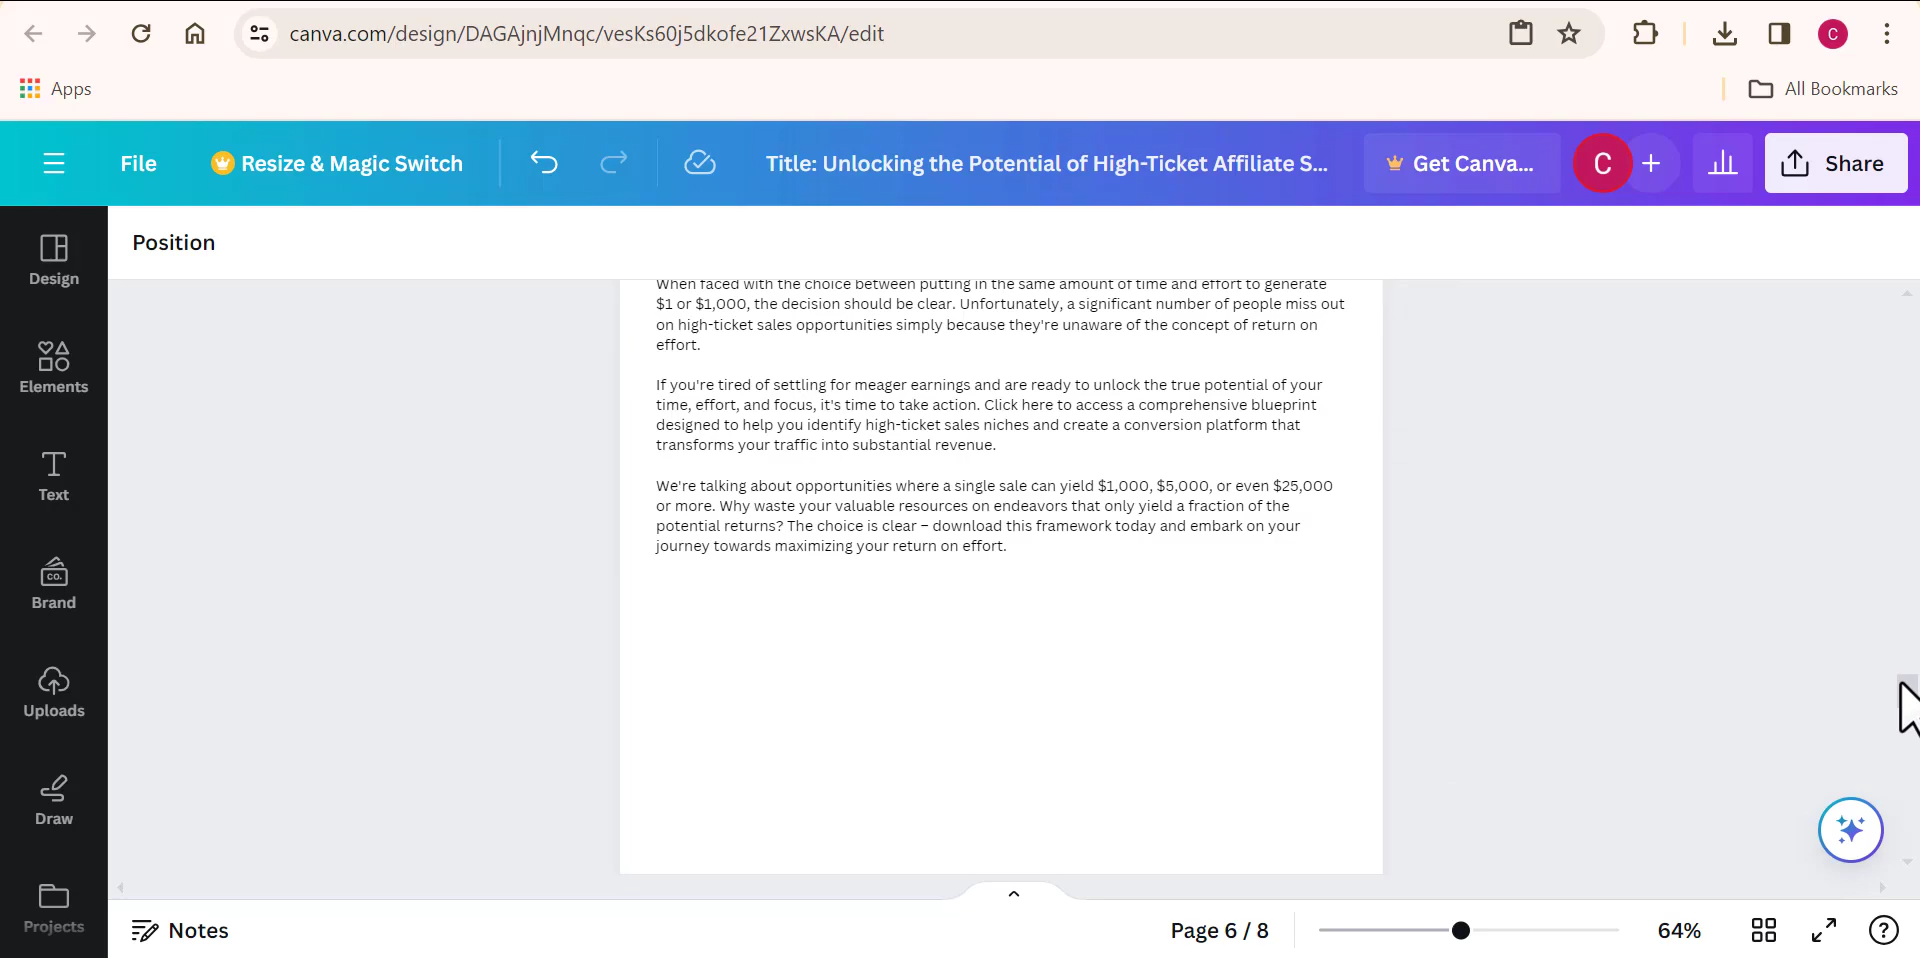 canva.com/design/DAGAjnjMnqc/vesKs60j5dkofe21ZxwsKA/edit
C
Apps
All Bookmarks
File
Resize & Magic Switch
Title: Unlocking the Potential of High-Ticket Affiliate S...
Get Canva...
C
+
Share
Position
Design
Elements
Text
CO.
Brand
Uploads
Draw
Projects
When faced with the choice between putting in the same amount of time and effort to generate
$1 or $1,000, the decision should be clear. Unfortunately, a significant number of people miss out
on high-ticket sales opportunities simply because they're unaware of the concept of return on
effort.
If you're tired of settling for meager earnings and are ready to unlock the true potential of your
time, effort, and focus, it's time to take action. Click here to access a comprehensive blueprint
designed to help you identify high-ticket sales niches and create a conversion platform that
transforms your traffic into substantial revenue.
We're talking about opportunities where a single sale can yield $1,000, $5,000, or even $25,000
or more. Why waste your valuable resources on endeavors that only yield a fraction of the
potential returns? The choice is clear – download this framework today and embark on your
journey towards maximizing your return on effort.
Notes
Page 6 / 8
64%
?